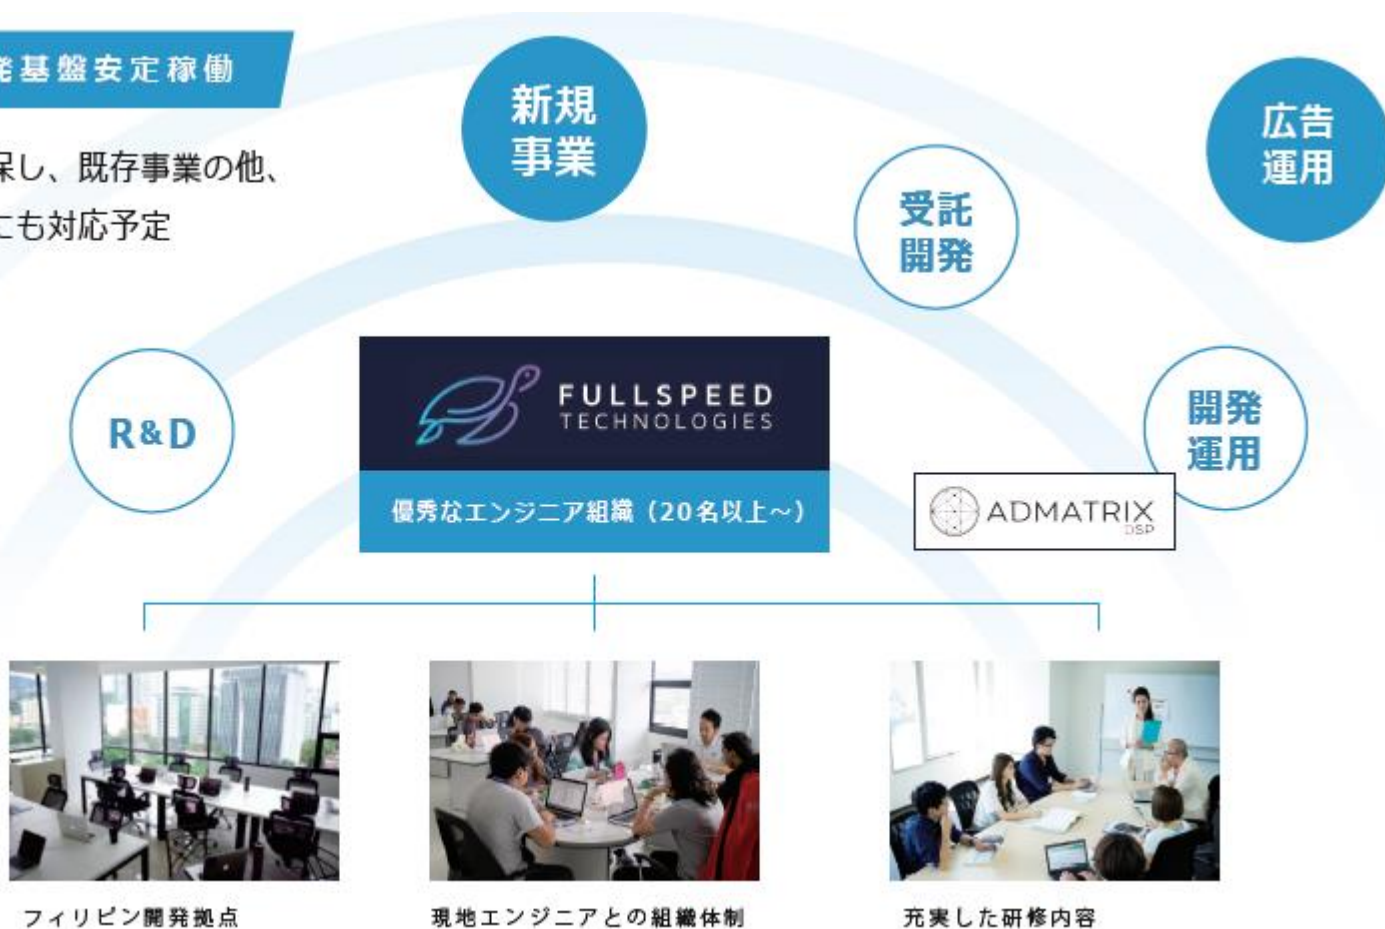 発基盤安定稼働
保し、既存事業の他、
にも対応予定
新規
事業
広告
運用
受託
開発
R&D
FULLSPEED
TECHNOLOGIES
優秀なエンジニア組織（20名以上～）
開発
運用
ADMATRIX
DSP
フィリピン開発拠点
現地エンジニアとの組織体制
充実した研修内容